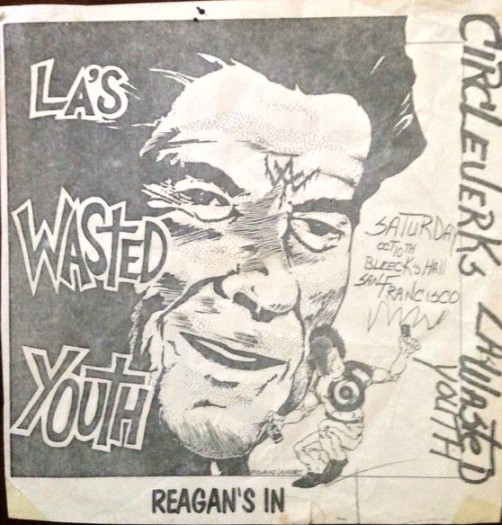 LA'S
WASTED
YOUTH
REAGAN'S IN
SATURDAY
OCT 10TH
BLEECKS HAll
SAN FRANCISCO
CIRCLE JERKS LA WASTED
YOUTH